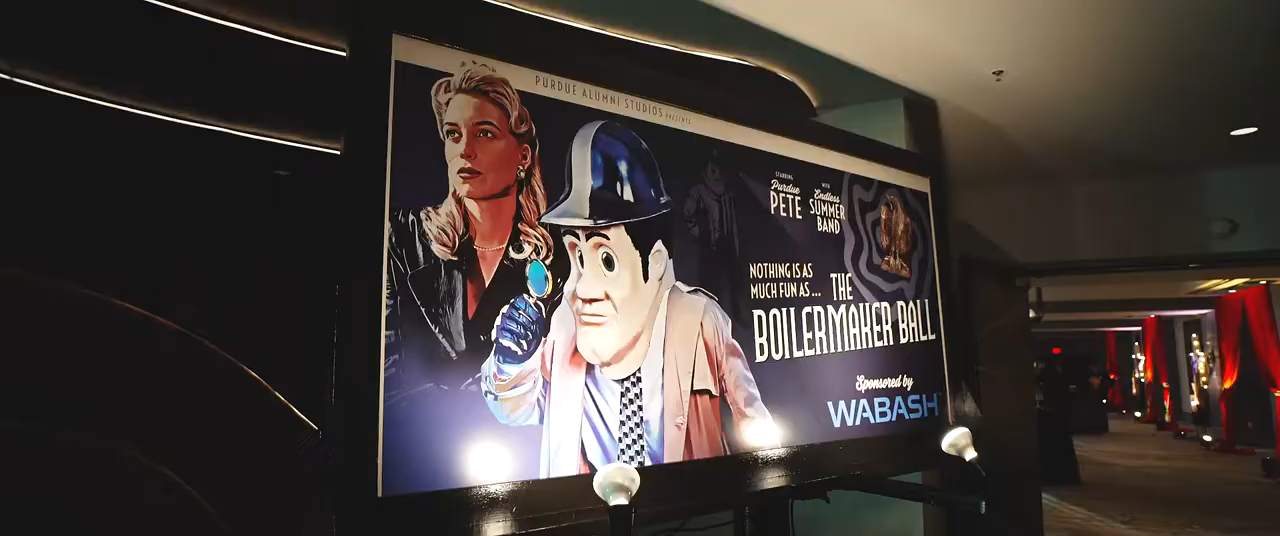 PURDUE ALUMNI STUDIOS PRESENTS
STARRING
Purdue
PETE
WITH
Endless
SUMMER
BAND
NOTHING IS AS
MUCH FUN AS... THE
BOILERMAKER BALL
Sponsored by
WABASH